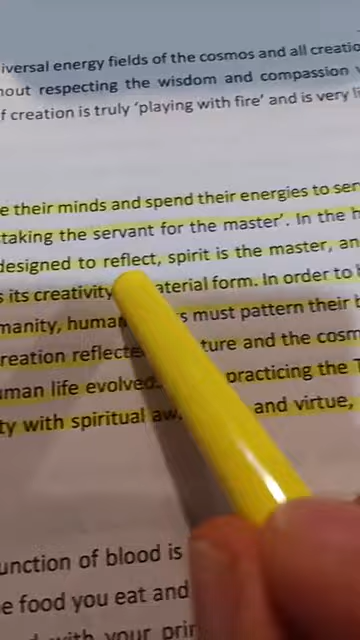 iversal energy fields of the cosmos and all creatio
hout respecting the wisdom and compassion
f creation is truly 'playing with fire' and is very li
e their minds and spend their energies to ser
taking the servant for the master'. In the h
designed to reflect, spirit is the master, an
s its creativity aterial form. In order to
manity, human s must pattern their b
reation reflecte ture and the cosm
uman life evolved practicing the T
ty with spiritual aw and virtue,
unction of blood is
e food you eat and
with your prin